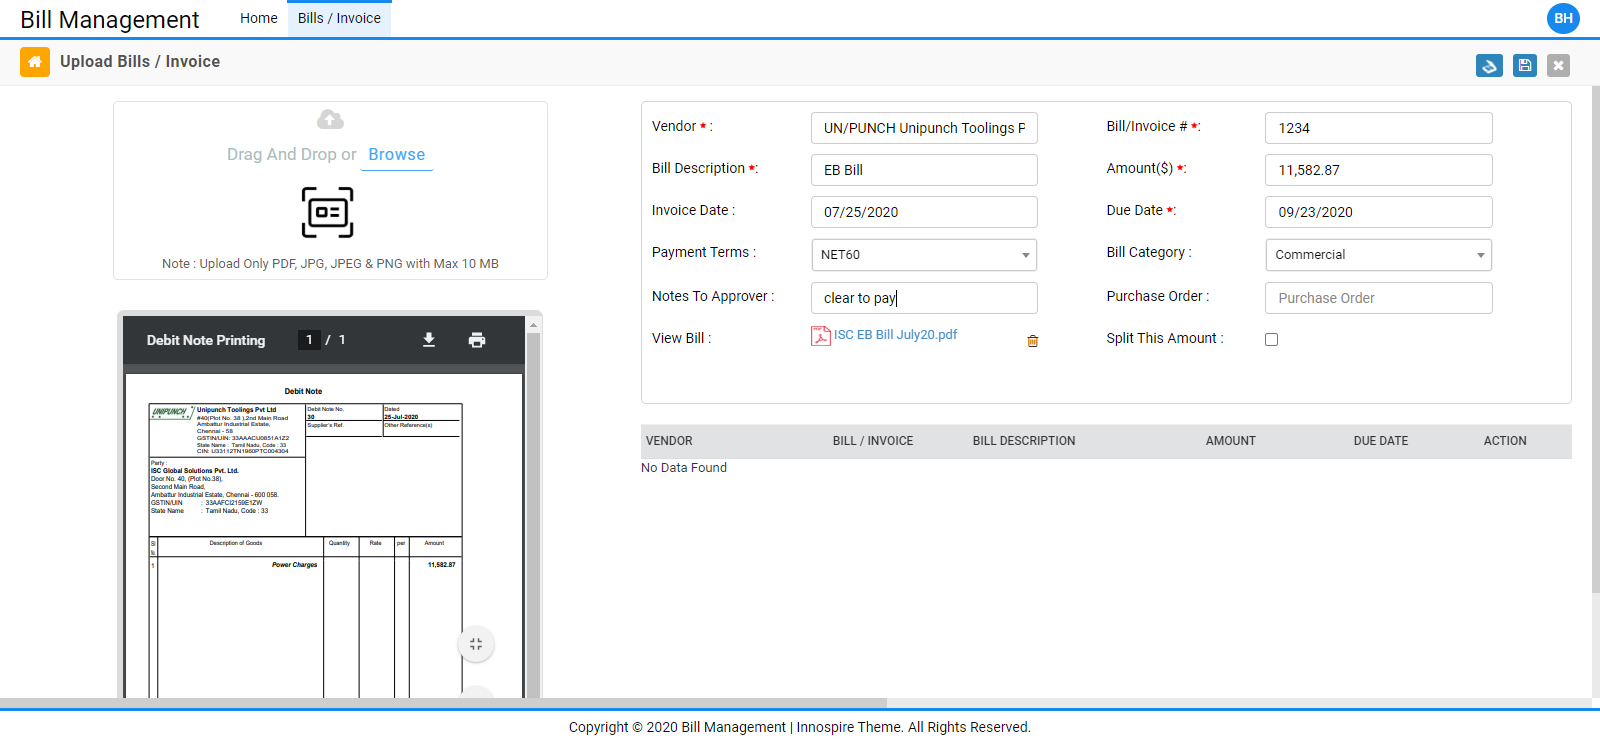 Bill Management
Home
Bills / Invoice
BH
Upload Bills / Invoice
Drag And Drop or Browse
Note : Upload Only PDF, JPG, JPEG & PNG with Max 10 MB
Vendor * :
UN/PUNCH Unipunch Toolings P
Bill/Invoice # *:
1234
Bill Description *:
EB Bill
Amount($) *:
11,582.87
Invoice Date :
07/25/2020
Due Date *:
09/23/2020
Payment Terms :
NET60
Bill Category :
Commercial
Notes To Approver :
clear to pay
Purchase Order :
Purchase Order
View Bill :
ISC EB Bill July20.pdf
Split This Amount :
VENDOR BILL / INVOICE BILL DESCRIPTION AMOUNT DUE DATE ACTION
No Data Found
Debit Note Printing 1 / 1
Debit Note
UNIPUNCH
Unipunch Toolings Pvt Ltd
#40(Plot No. 38 ),2nd Main Road
Ambattur Industrial Estate,
Chennai - 58
GSTIN/UIN: 33AAACU0851A1Z2
State Name : Tamil Nadu, Code : 33
CIN: U33112TN1980PTC004304
Debit Note No.
30
Dated
25-Jul-2020
Supplier's Ref.
Other Reference(s)
Party :
ISC Global Solutions Pvt. Ltd.
Door No. 40, (Plot No.38),
Second Main Road,
Ambattur Industrial Estate, Chennai - 600 058.
GSTIN/UIN : 33AAFCI2159E1ZW
State Name : Tamil Nadu, Code : 33
Sl Description of Goods Quantity Rate per Amount
1 Power Charges 11,582.87
Copyright © 2020 Bill Management | Innospire Theme. All Rights Reserved.